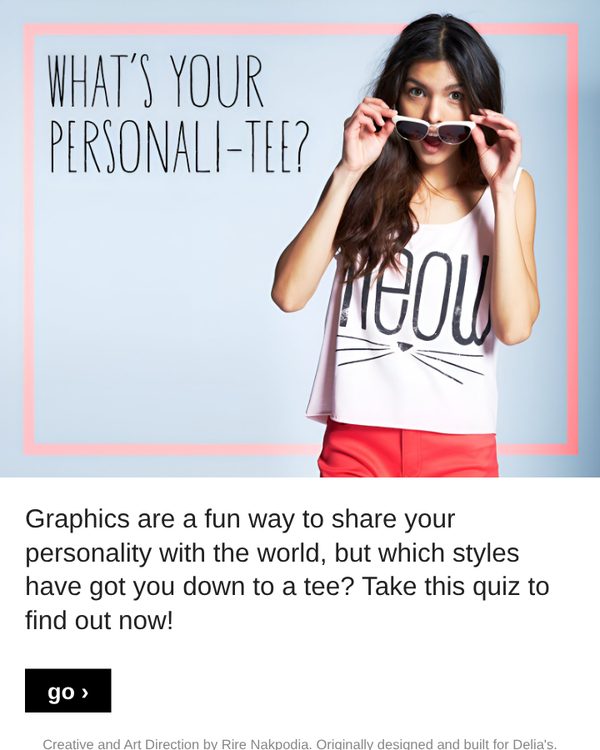 WHAT'S YOUR
PERSONALI-TEE?
meow
Graphics are a fun way to share your
personality with the world, but which styles
have got you down to a tee? Take this quiz to
find out now!
go ›
Creative and Art Direction by Rire Nakpodia. Originally designed and built for Delia's.